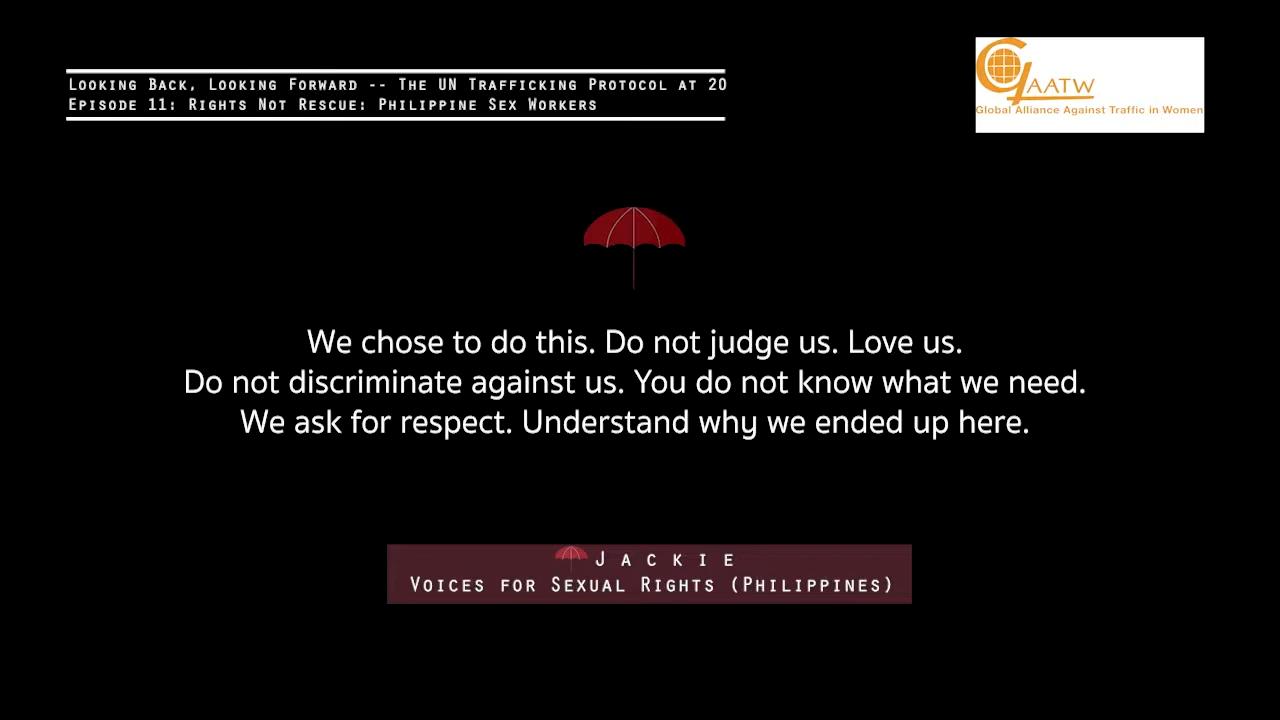 Looking Back, Looking Forward -- The UN Trafficking Protocol at 20
Episode 11: Rights Not Rescue: Philippine Sex Workers
GAATW
Global Alliance Against Traffic in Women
We chose to do this. Do not judge us. Love us.
Do not discriminate against us. You do not know what we need.
We ask for respect. Understand why we ended up here.
Jackie
Voices for Sexual Rights (Philippines)